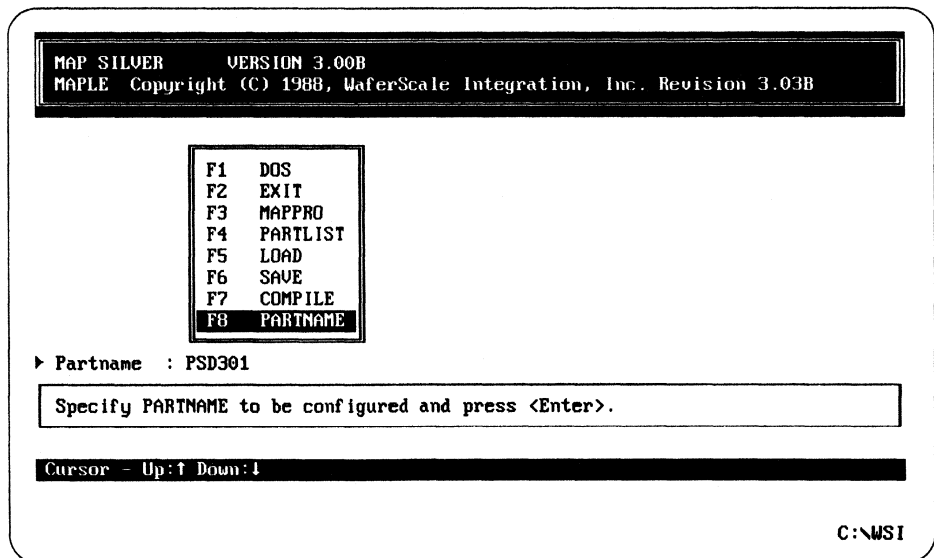 MAP SILVER VERSION 3.00B
MAPLE Copyright (C) 1988, WaferScale Integration, Inc. Revision 3.03B
F1 DOS
F2 EXIT
F3 MAPPRO
F4 PARTLIST
F5 LOAD
F6 SAVE
F7 COMPILE
F8 PARTNAME
▶ Partname : PSD301
Specify PARTNAME to be configured and press <Enter>.
Cursor - Up:↑ Down:↓
C:\WSI